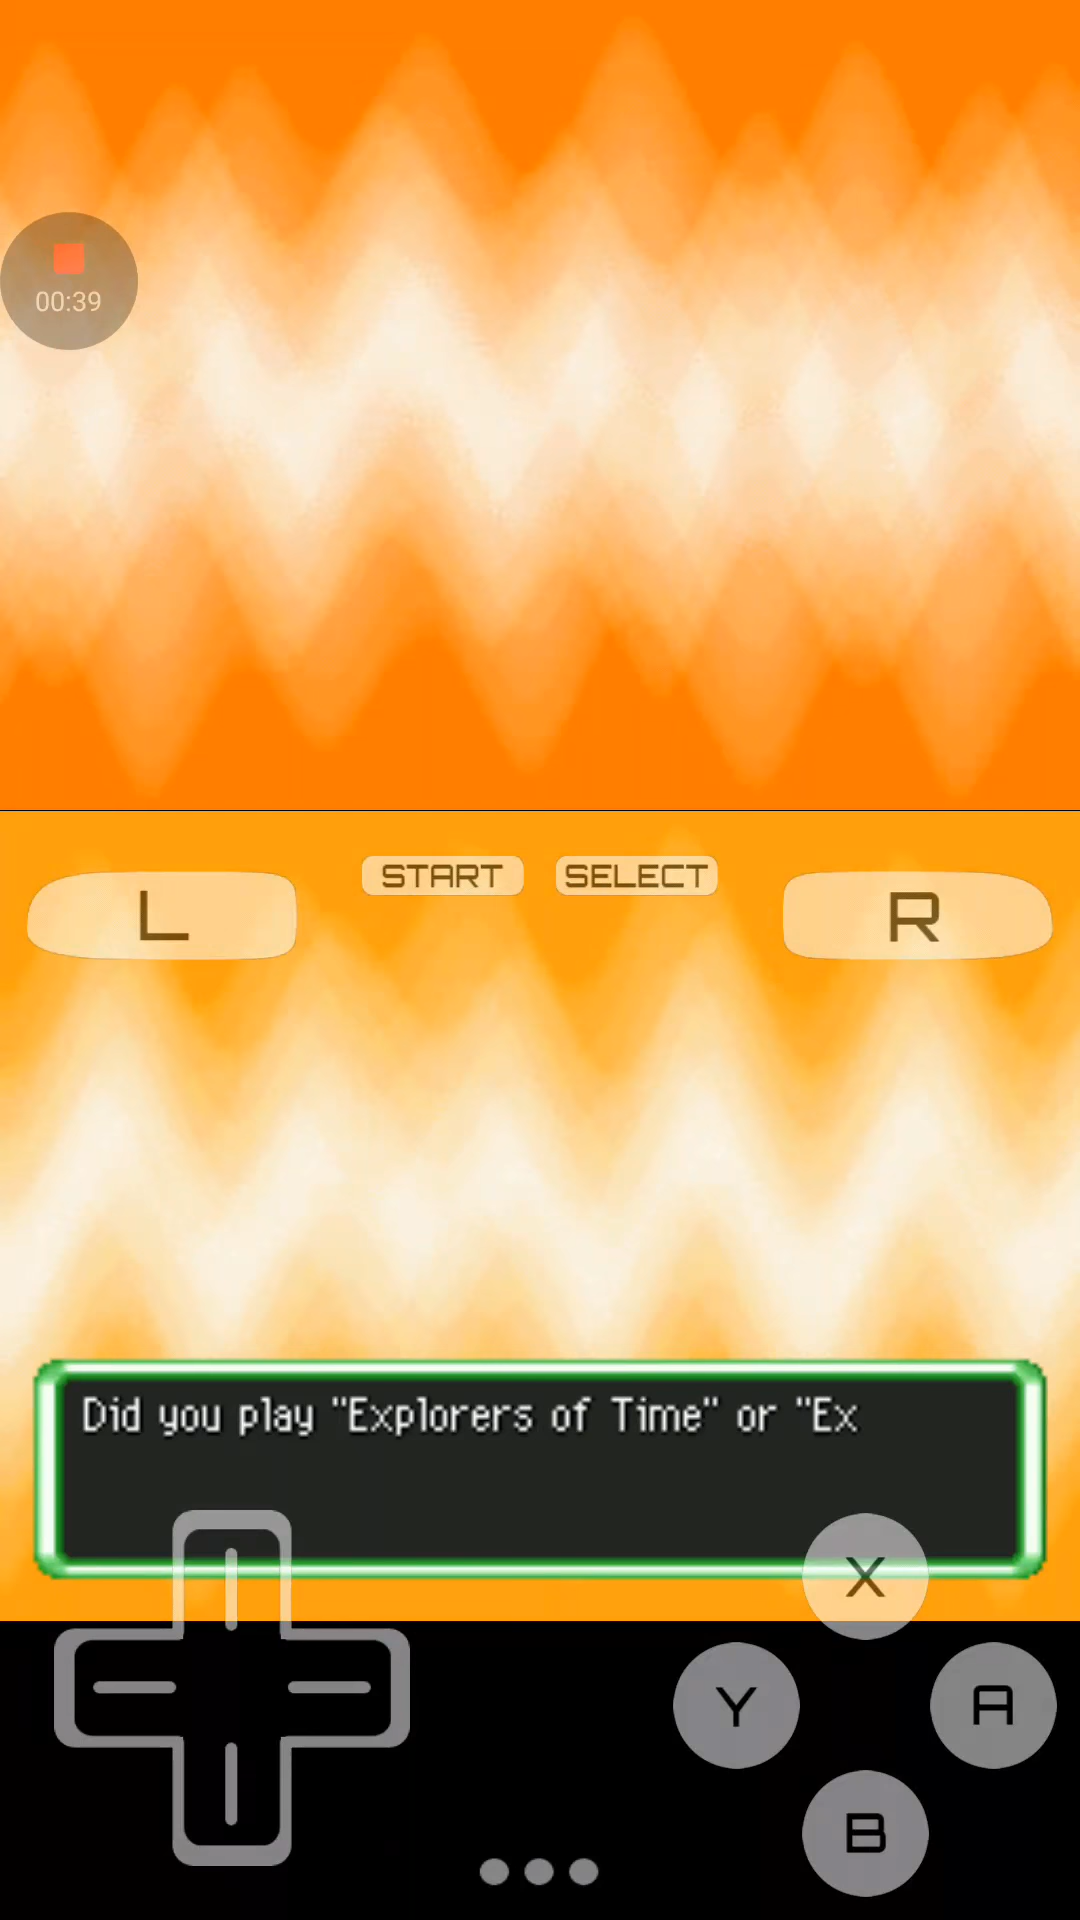 00:39
START SELECT
L R
Did you play "Explorers of Time" or "Ex
X
Y A
B